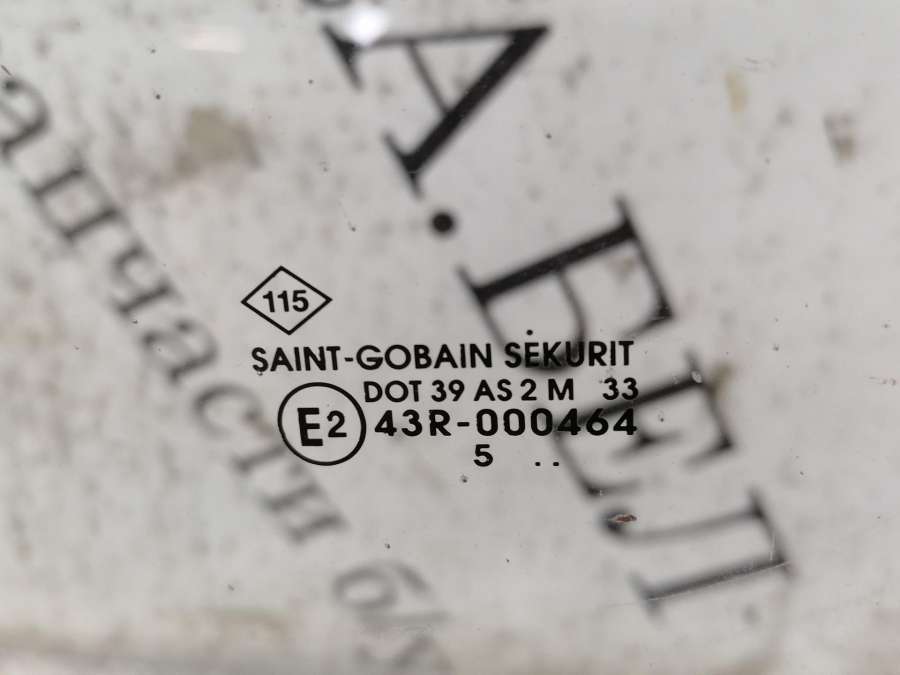 115
SAINT-GOBAIN SEKURIT
DOT 39 AS 2 M 33
E2
43R-000464
5 ..
А.БЕЛ
запчасти б/у